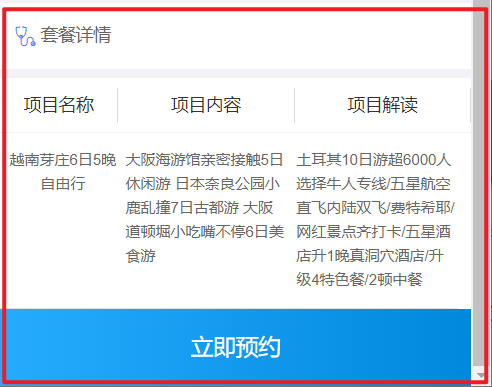 套餐详情
项目名称 项目内容 项目解读
越南芽庄6日5晚
自由行
大阪海游馆亲密接触5日
休闲游 日本奈良公园小
鹿乱撞7日古都游 大阪
道顿堀小吃嘴不停6日美
食游
土耳其10日游超6000人
选择牛人专线/五星航空
直飞内陆双飞/费特希耶/
网红景点齐打卡/五星酒
店升1晚真洞穴酒店/升
级4特色餐/2顿中餐
立即预约